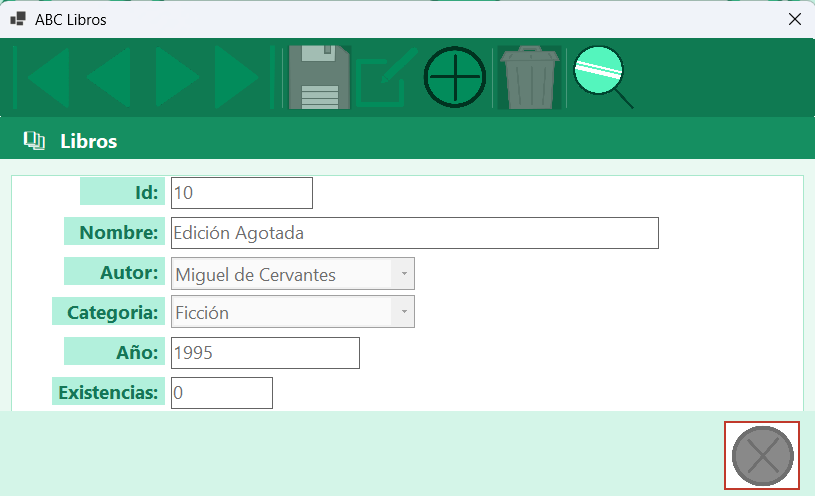 ABC Libros
Libros
Id: 10
Nombre: Edición Agotada
Autor: Miguel de Cervantes
Categoria: Ficción
Año: 1995
Existencias: 0